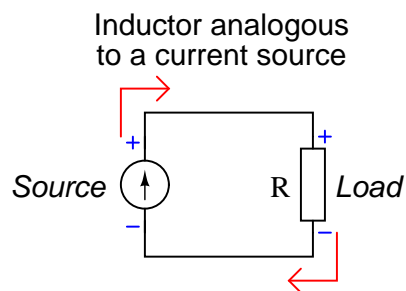 Inductor analogous
to a current source
+ +
Source R Load
− −